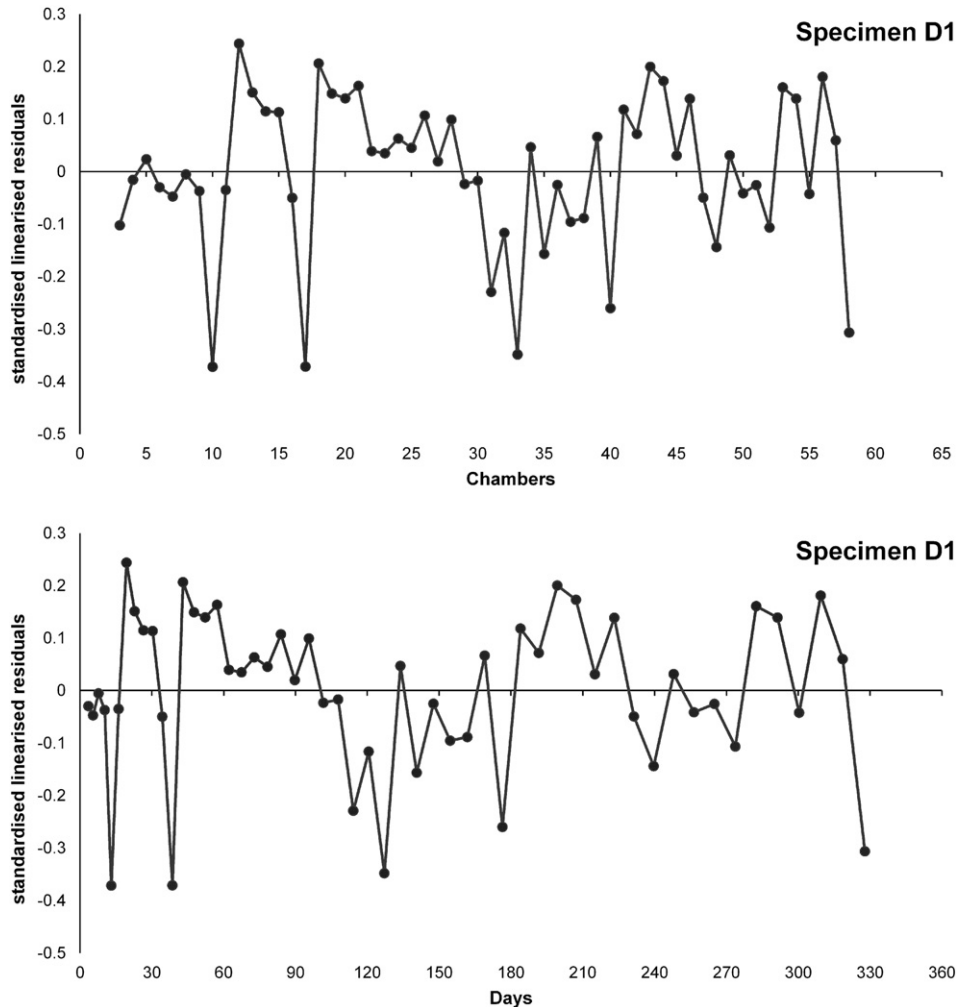 Specimen D1
standardised linearised residuals
0.3
0.2
0.1
0
-0.1
-0.2
-0.3
-0.4
-0.5
0 5 10 15 20 25 30 35 40 45 50 55 60 65
Chambers
Specimen D1
standardised linearised residuals
0.3
0.2
0.1
0
-0.1
-0.2
-0.3
-0.4
-0.5
0 30 60 90 120 150 180 210 240 270 300 330 360
Days